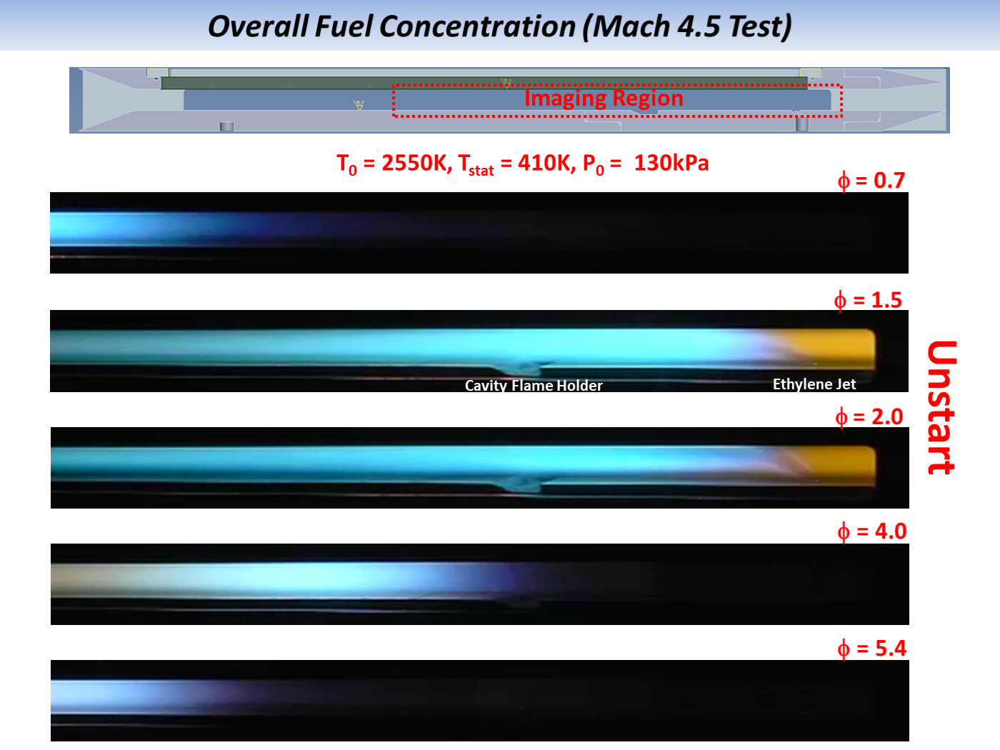 Overall Fuel Concentration (Mach 4.5 Test)
Imaging Region
T₀ = 2550K, Tstat = 410K, P₀ = 130kPa
ϕ = 0.7
ϕ = 1.5
Cavity Flame Holder
Ethylene Jet
ϕ = 2.0
Unstart
ϕ = 4.0
ϕ = 5.4